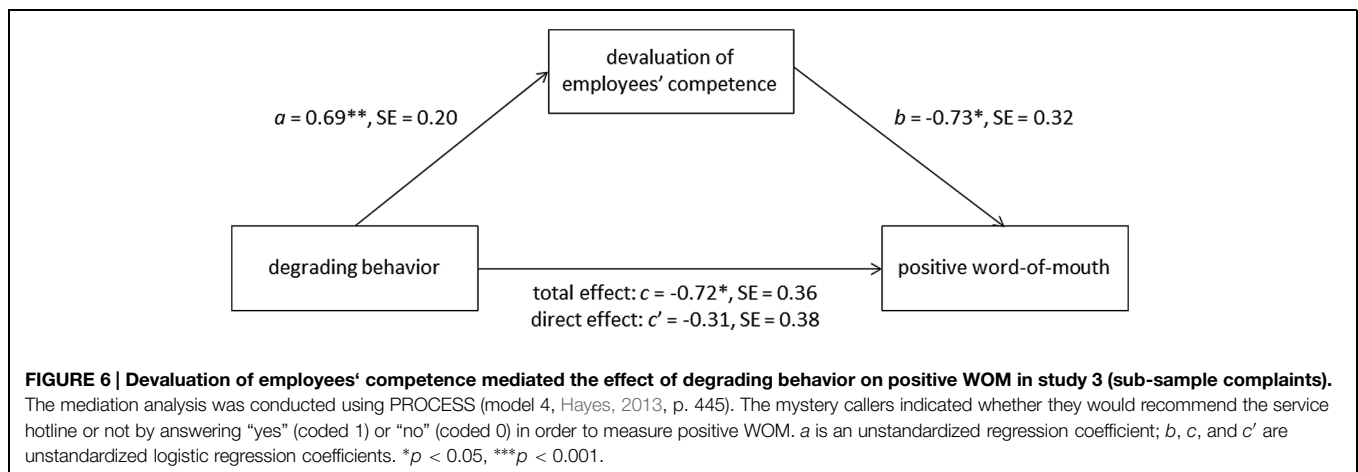 devaluation of
employees' competence
a = 0.69**, SE = 0.20
b = -0.73*, SE = 0.32
degrading behavior
positive word-of-mouth
total effect: c = -0.72*, SE = 0.36
direct effect: c' = -0.31, SE = 0.38
FIGURE 6 | Devaluation of employees‘ competence mediated the effect of degrading behavior on positive WOM in study 3 (sub-sample complaints).
The mediation analysis was conducted using PROCESS (model 4, Hayes, 2013, p. 445). The mystery callers indicated whether they would recommend the service
hotline or not by answering “yes” (coded 1) or “no” (coded 0) in order to measure positive WOM. a is an unstandardized regression coefficient; b, c, and c′ are
unstandardized logistic regression coefficients. *p < 0.05, ***p < 0.001.